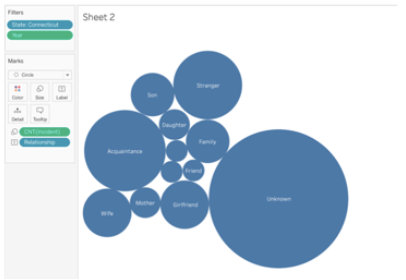 Filters
State: Connecticut
Year
Marks
Circle
Color
Size
Label
Detail
Tooltip
CNT(Incident)
Relationship
Sheet 2
Stranger
Son
Daughter
Family
Acquaintance
Friend
Unknown
Wife
Mother
Girlfriend